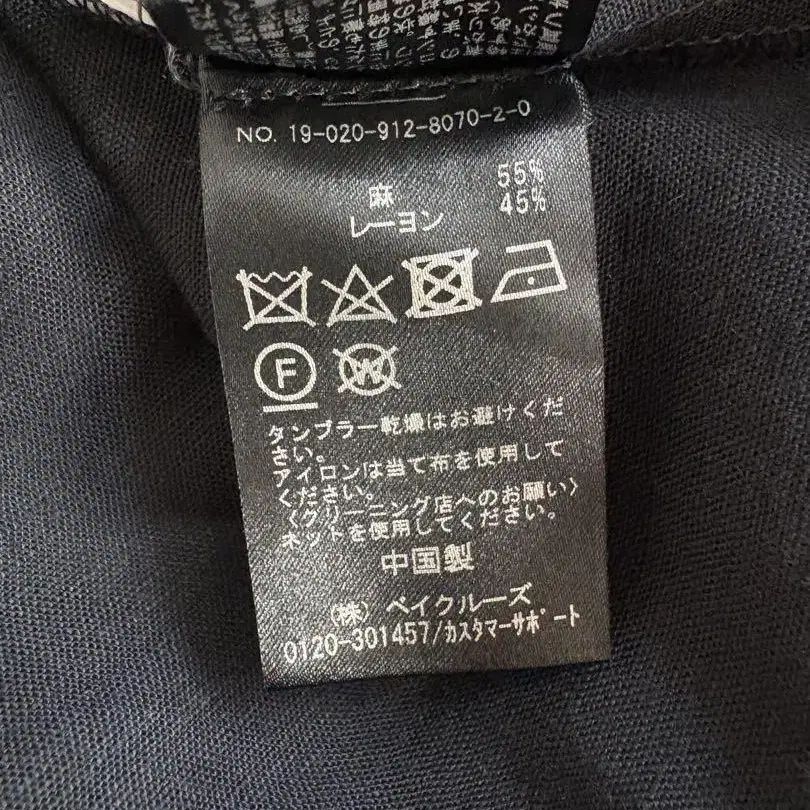 NO. 19-020-912-8070-2-0
麻 55%
レーヨン 45%
F W
タンブラー乾燥はお避けくだ
さい。
アイロンは当て布を使用して
ください。
〈クリーニング店へのお願い〉
ネットを使用してください。
中国製
(株) ベイクルーズ
0120-301457/カスタマーサポート